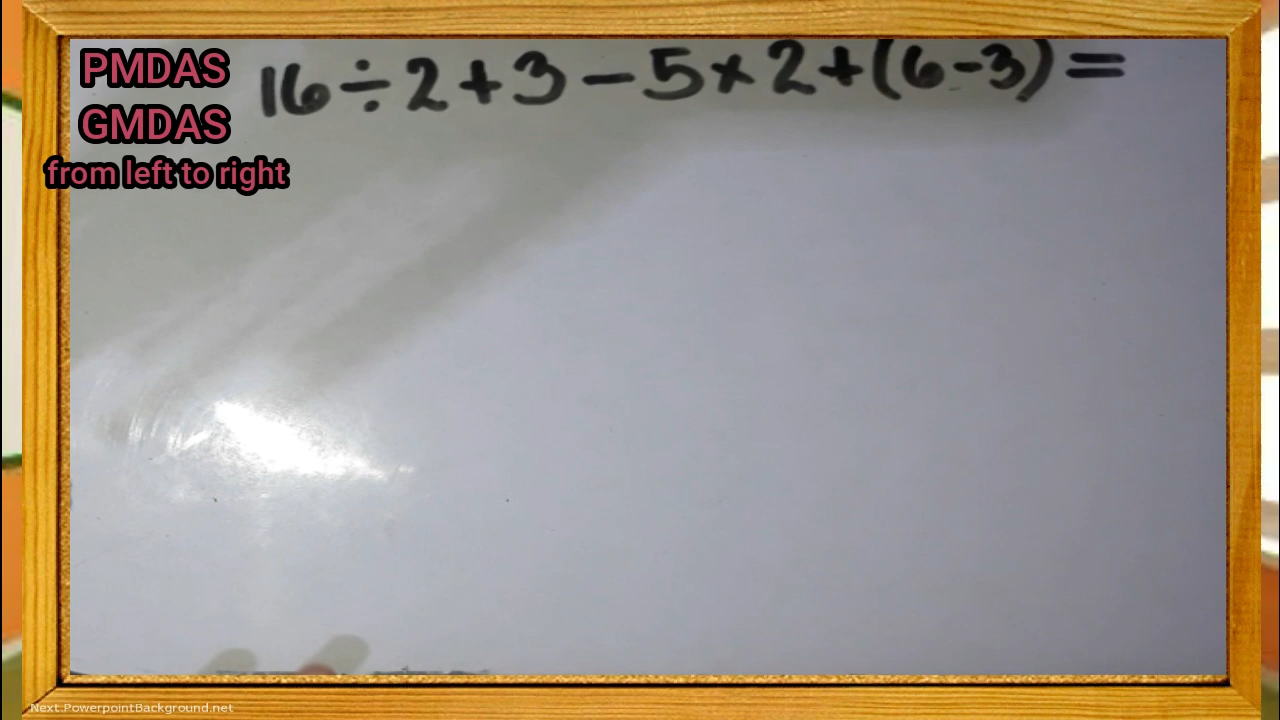 PMDAS
16÷2+3-5×2+(6-3)=
GMDAS
from left to right
Next.PowerpointBackground.net